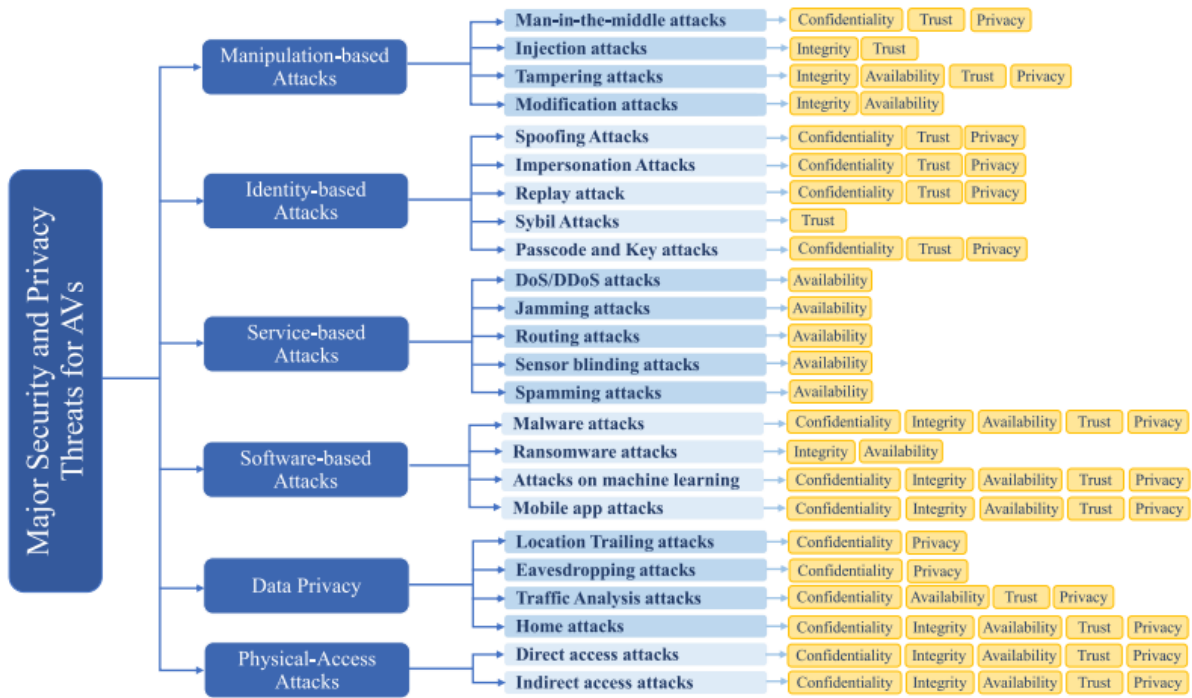 Major Security and Privacy
Threats for AVs
Manipulation-based
Attacks
Man-in-the-middle attacks
Confidentiality Trust Privacy
Injection attacks
Integrity Trust
Tampering attacks
Integrity Availability Trust Privacy
Modification attacks
Integrity Availability
Identity-based
Attacks
Spoofing Attacks
Confidentiality Trust Privacy
Impersonation Attacks
Confidentiality Trust Privacy
Replay attack
Confidentiality Trust Privacy
Sybil Attacks
Trust
Passcode and Key attacks
Confidentiality Trust Privacy
Service-based
Attacks
DoS/DDoS attacks
Availability
Jamming attacks
Availability
Routing attacks
Availability
Sensor blinding attacks
Availability
Spamming attacks
Availability
Software-based
Attacks
Malware attacks
Confidentiality Integrity Availability Trust Privacy
Ransomware attacks
Integrity Availability
Attacks on machine learning
Confidentiality Integrity Availability Trust Privacy
Mobile app attacks
Confidentiality Integrity Availability Trust Privacy
Data Privacy
Location Trailing attacks
Confidentiality Privacy
Eavesdropping attacks
Confidentiality Privacy
Traffic Analysis attacks
Confidentiality Availability Trust Privacy
Home attacks
Confidentiality Integrity Availability Trust Privacy
Physical-Access
Attacks
Direct access attacks
Confidentiality Integrity Availability Trust Privacy
Indirect access attacks
Confidentiality Integrity Availability Trust Privacy